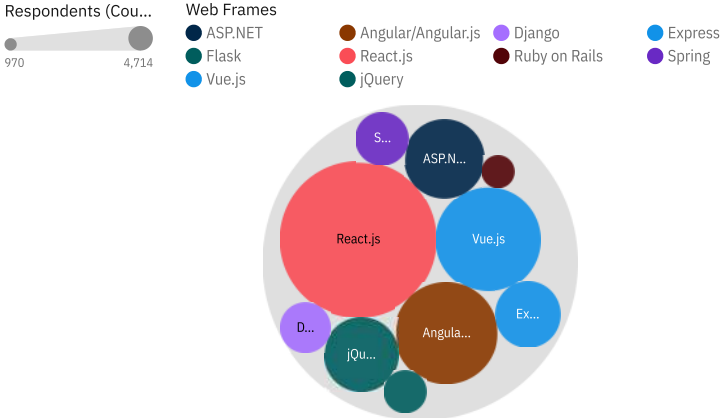 Respondents (Cou...
970
4,714
Web Frames
ASP.NET
Angular/Angular.js
Django
Express
Flask
React.js
Ruby on Rails
Spring
Vue.js
jQuery
S...
ASP.N...
React.js
Vue.js
Ex...
D...
Angula...
jQu...